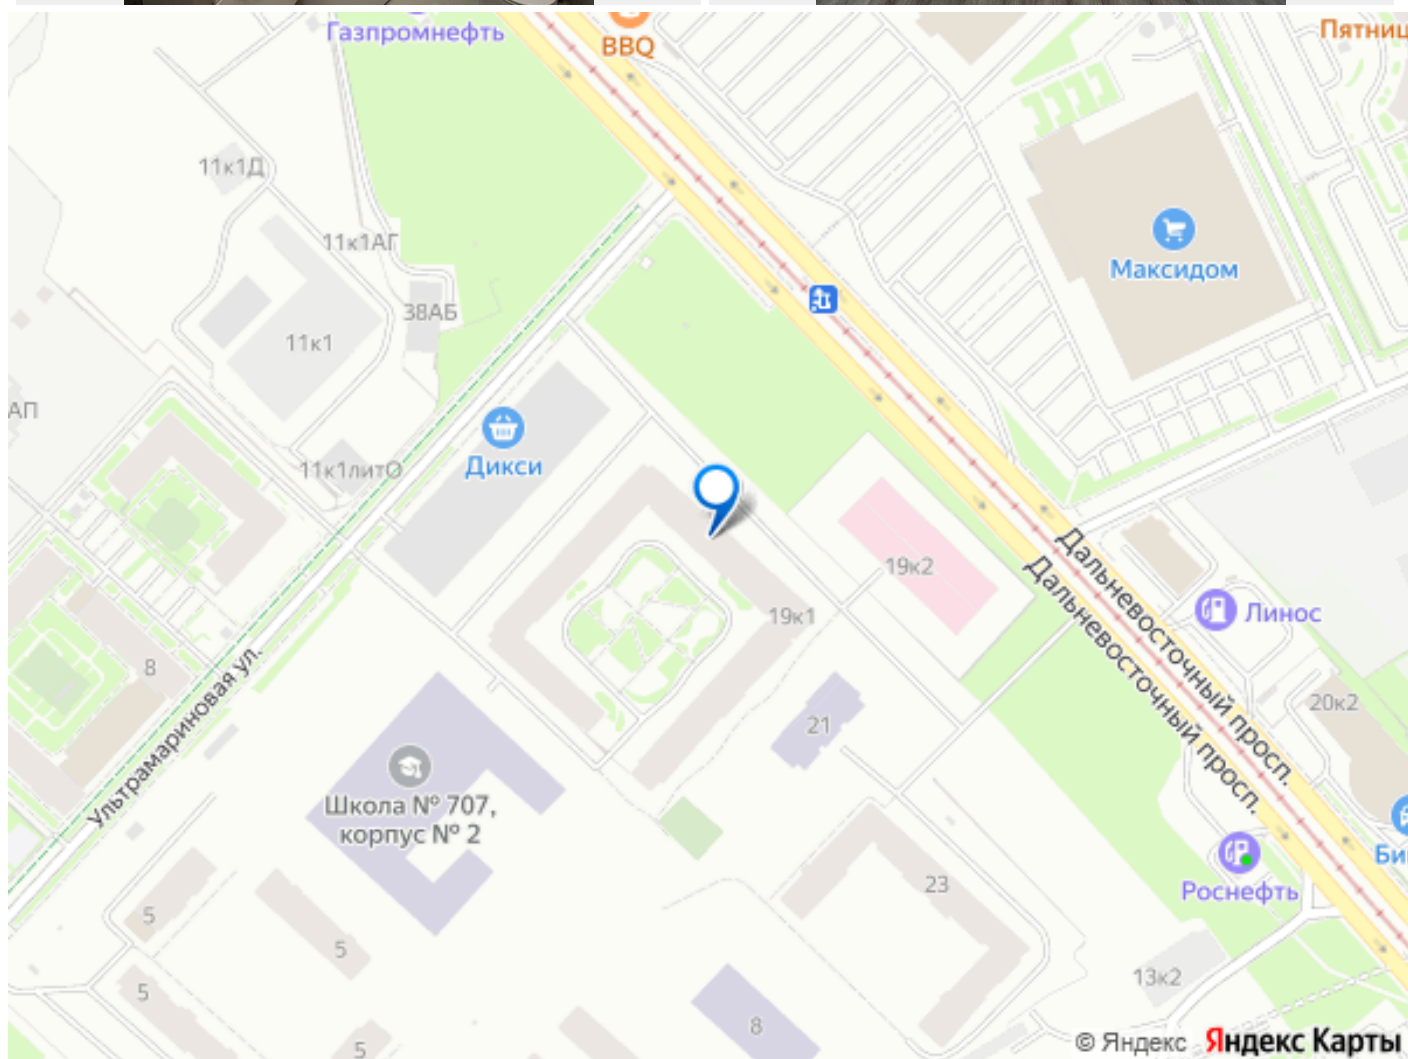 Газпромнефть
BBQ
Пятниц
11к1Д
11к1АГ
Максидом
38АБ
11к1
АП
Дикси
11к1литО
19к2
Дальневосточный просп.
Дальневосточный просп.
Линос
19к1
8
Ультрамариновая ул.
21
20к2
Школа № 707,
корпус № 2
Би
Роснефть
23
5
5
13к2
5
8
5
© Яндекс Яндекс Карты